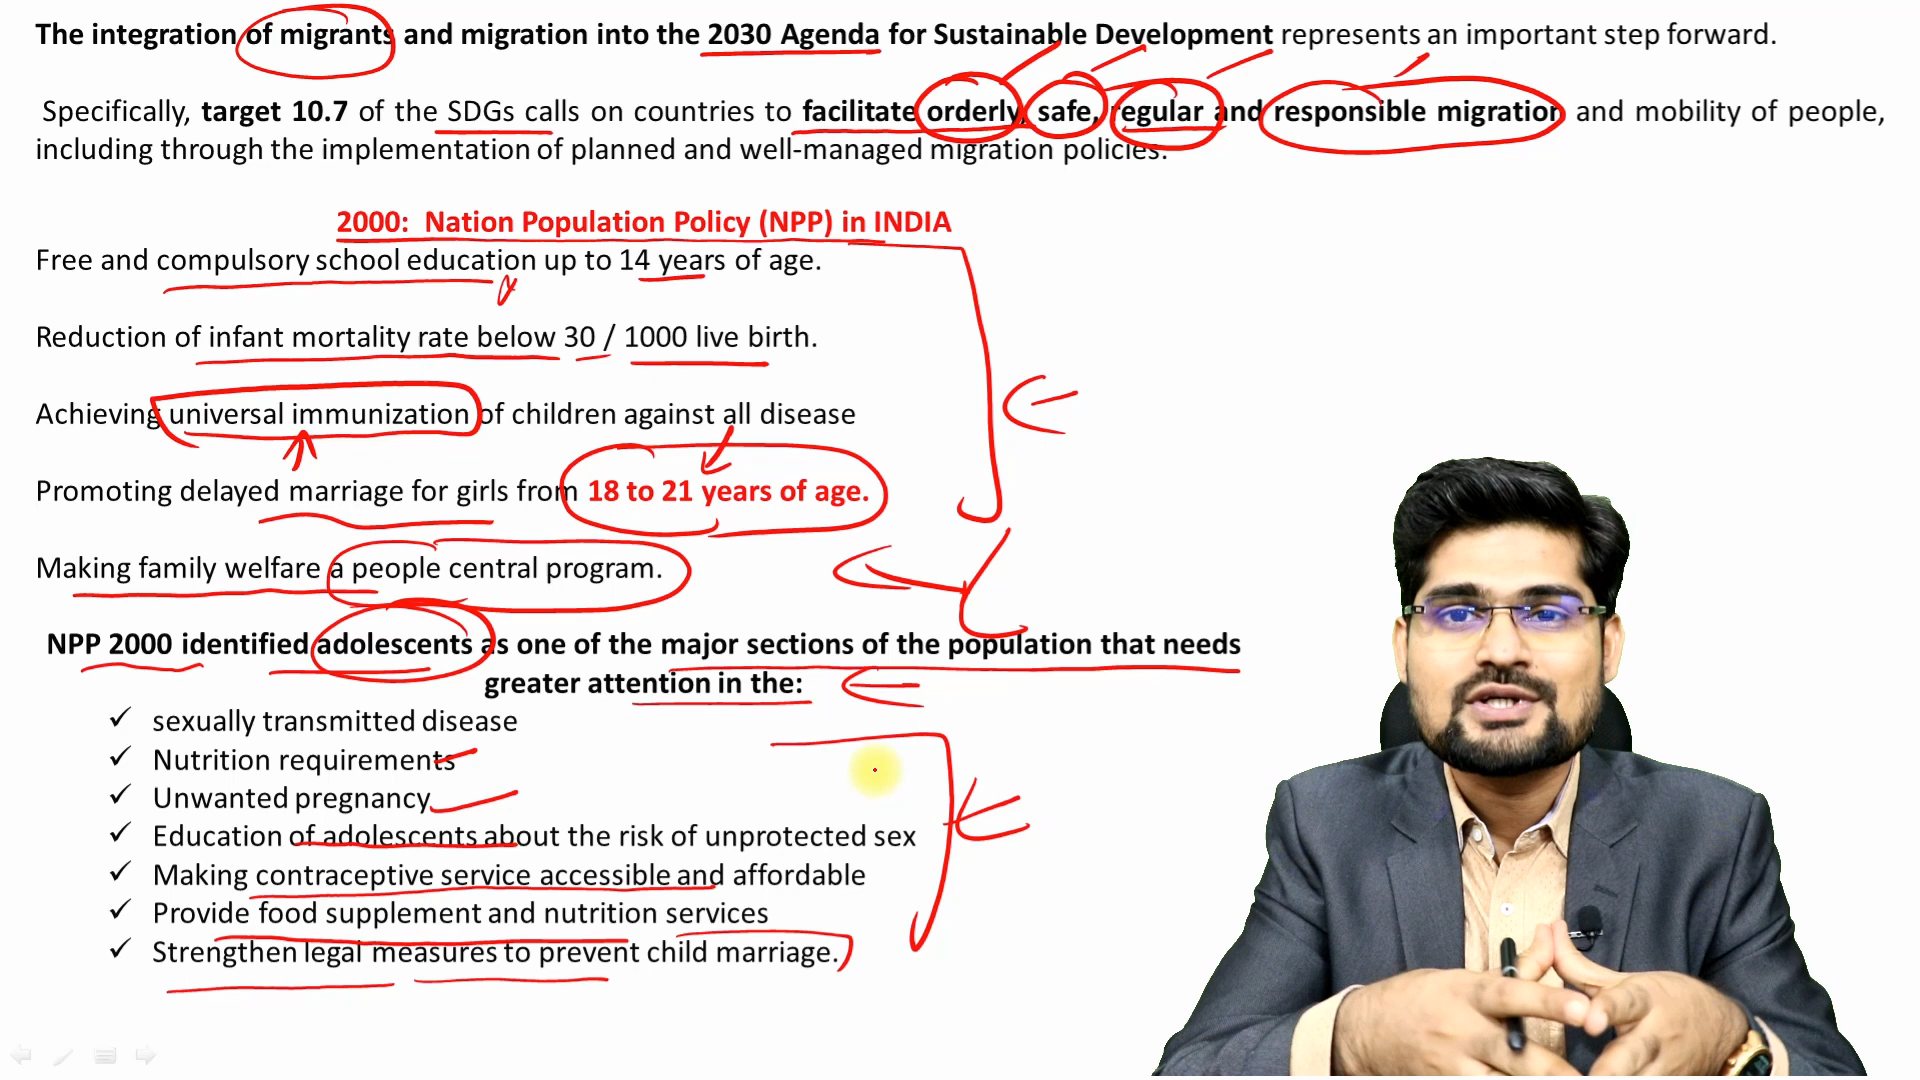 The integration of migrants and migration into the 2030 Agenda for Sustainable Development represents an important step forward.
Specifically, target 10.7 of the SDGs calls on countries to facilitate orderly, safe, regular and responsible migration and mobility of people,
including through the implementation of planned and well-managed migration policies.
2000: Nation Population Policy (NPP) in INDIA
Free and compulsory school education up to 14 years of age.
Reduction of infant mortality rate below 30 / 1000 live birth.
Achieving universal immunization of children against all disease
Promoting delayed marriage for girls from 18 to 21 years of age.
Making family welfare a people central program.
NPP 2000 identified adolescents as one of the major sections of the population that needs
greater attention in the:
✓ sexually transmitted disease
✓ Nutrition requirements
✓ Unwanted pregnancy
✓ Education of adolescents about the risk of unprotected sex
✓ Making contraceptive service accessible and affordable
✓ Provide food supplement and nutrition services
✓ Strengthen legal measures to prevent child marriage.